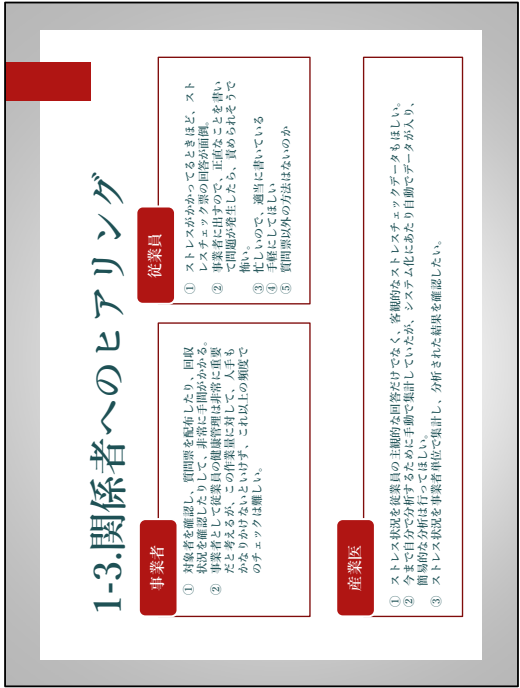 1-3.関係者へのヒアリング
事業者
① 対象者を確認し、質問票を配布したり、回収
状況を確認したりして、非常に手間がかかる。
② 事業者として従業員の健康管理は非常に重要
だと考えるが、この作業量に対して、人手も
かなりかけないといけず、これ以上の頻度で
のチェックは難しい。
従業員
① ストレスがかかってるときほど、スト
レスチェック票の回答が面倒。
② 事業者に出すので、正直なことを書い
て問題が発生したら、責められそうで
怖い。
③ 忙しいので、適当に書いている
④ 手軽にしてほしい
⑤ 質問票以外の方法はないのか
産業医
① ストレス状況を従業員の主観的な回答だけでなく、客観的なストレスチェックデータもほしい。
② 今まで自分で分析するために手動で集計していたが、システム化にあたり自動でデータが入り、
簡易的な分析は行ってほしい。
③ ストレス状況を事業者単位で集計し、分析された結果を確認したい。